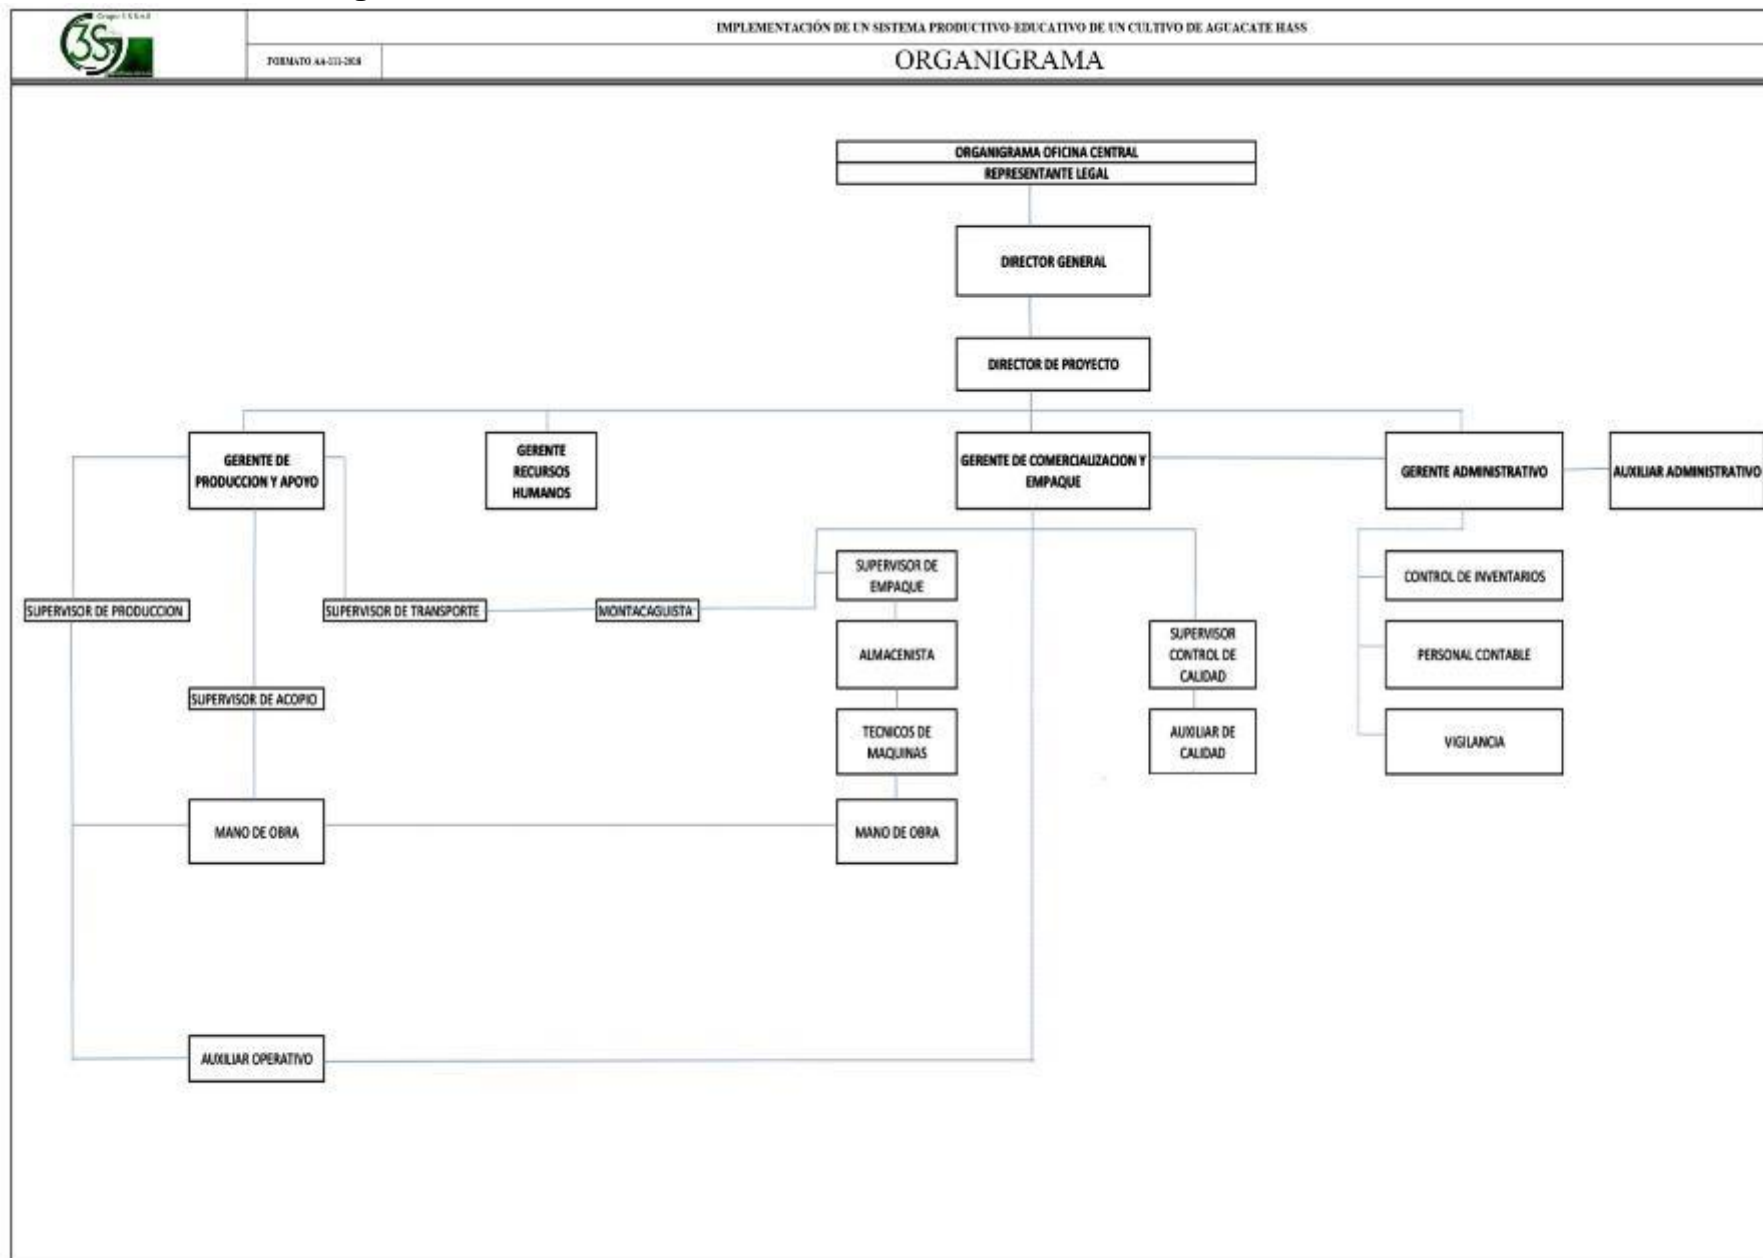 IMPLEMENTACIÓN DE UN SISTEMA PRODUCTIVO-EDUCATIVO DE UN CULTIVO DE AGUACATE HASS
FORMATO AA-111-2018
ORGANIGRAMA
ORGANIGRAMA OFICINA CENTRAL
REPRESENTANTE LEGAL
DIRECTOR GENERAL
DIRECTOR DE PROYECTO
GERENTE DE
PRODUCCION Y APOYO
GERENTE
RECURSOS
HUMANOS
GERENTE DE COMERCIALIZACION Y
EMPAQUE
GERENTE ADMINISTRATIVO
AUXILIAR ADMINISTRATIVO
SUPERVISOR DE
EMPAQUE
CONTROL DE INVENTARIOS
SUPERVISOR DE PRODUCCION
SUPERVISOR DE TRANSPORTE
MONTACAGUISTA
ALMACENISTA
SUPERVISOR
CONTROL DE
CALIDAD
PERSONAL CONTABLE
SUPERVISOR DE ACOPIO
TECNICOS DE
MAQUINAS
AUXILIAR DE
CALIDAD
VIGILANCIA
MANO DE OBRA
MANO DE OBRA
AUXILIAR OPERATIVO